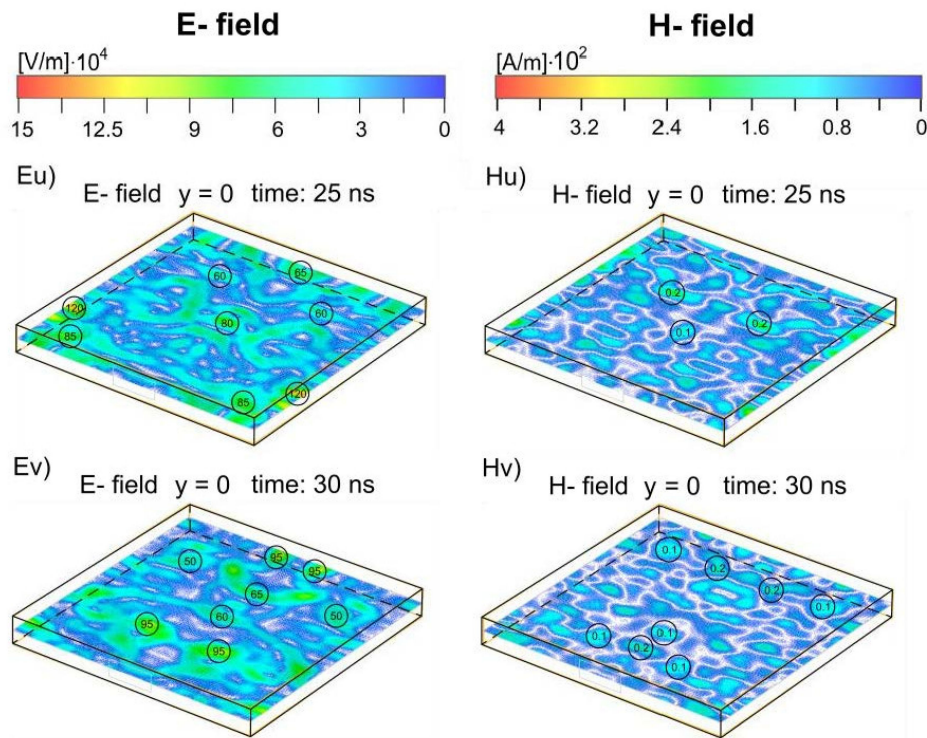 E- field
H- field
[V/m]·10⁴
[A/m]·10²
15 12.5 9 6 3 0
4 3.2 2.4 1.6 0.8 0
Eu)
E- field y = 0 time: 25 ns
Hu)
H- field y = 0 time: 25 ns
65
60
120
60
80
85
85
120
0.2
0.2
0.1
Ev)
E- field y = 0 time: 30 ns
Hv)
H- field y = 0 time: 30 ns
95
50
95
65
50
60
95
95
0.1
0.2
0.2
0.1
0.1
0.1
0.2
0.1